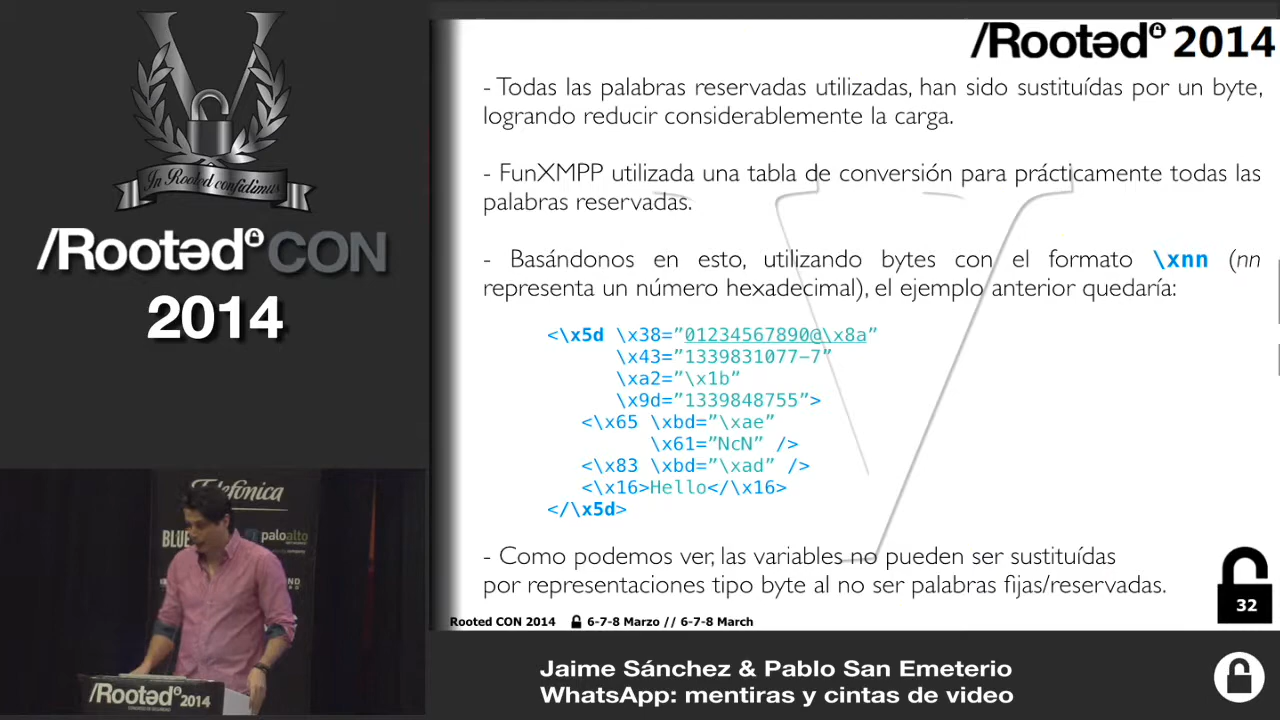 In Rooted confidimus
/RootedCON
2014
/Rooted 2014
- Todas las palabras reservadas utilizadas, han sido sustituídas por un byte,
logrando reducir considerablemente la carga.
- FunXMPP utilizada una tabla de conversión para prácticamente todas las
palabras reservadas.
- Basándonos en esto, utilizando bytes con el formato \xnn (nn
representa un número hexadecimal), el ejemplo anterior quedaría:
<\x5d \x38=”01234567890@\x8a”
\x43=”1339831077-7”
\xa2=”\x1b”
\x9d=”1339848755”>
<\x65 \xbd=”\xae”
\x61=”NcN” />
<\x83 \xbd=”\xad” />
<\x16>Hello</\x16>
</\x5d>
- Como podemos ver, las variables no pueden ser sustituídas
por representaciones tipo byte al no ser palabras fijas/reservadas.
32
Rooted CON 2014 6-7-8 Marzo // 6-7-8 March
Telefónica
BLUE
paloalto
/Rooted 2014
Jaime Sánchez & Pablo San Emeterio
WhatsApp: mentiras y cintas de video